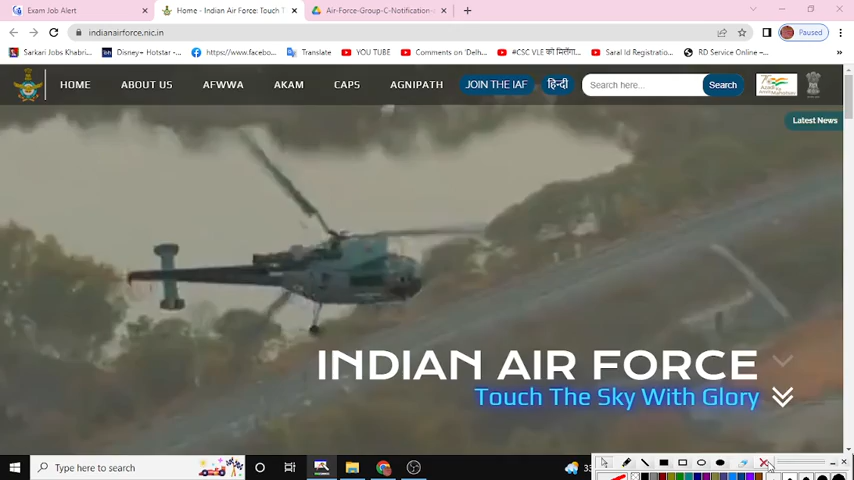 Exam Job Alert
Home - Indian Air Force: Touch T
Air-Force-Group-C-Notification-
indianairforce.nic.in
Paused
Sarkari Jobs Khabri...
Disney+ Hotstar -...
https://www.facebo...
Translate
YOU TUBE
Comments on 'Delh...
#CSC VLE को मिलेंगा...
Saral Id Registratio...
RD Service Online –...
HOME
ABOUT US
AFWWA
AKAM
CAPS
AGNIPATH
JOIN THE IAF
हिन्दी
Search here...
Search
Latest News
INDIAN AIR FORCE
Touch The Sky With Glory
Type here to search